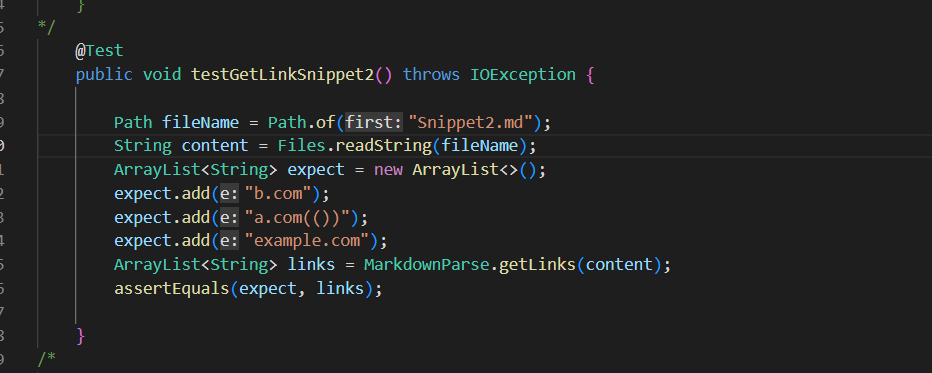 }
*/
@Test
public void testGetLinkSnippet2() throws IOException {
Path fileName = Path.of(first: "Snippet2.md");
String content = Files.readString(fileName);
ArrayList<String> expect = new ArrayList<>();
expect.add(e: "b.com");
expect.add(e: "a.com(())");
expect.add(e: "example.com");
ArrayList<String> links = MarkdownParse.getLinks(content);
assertEquals(expect, links);
}
/*